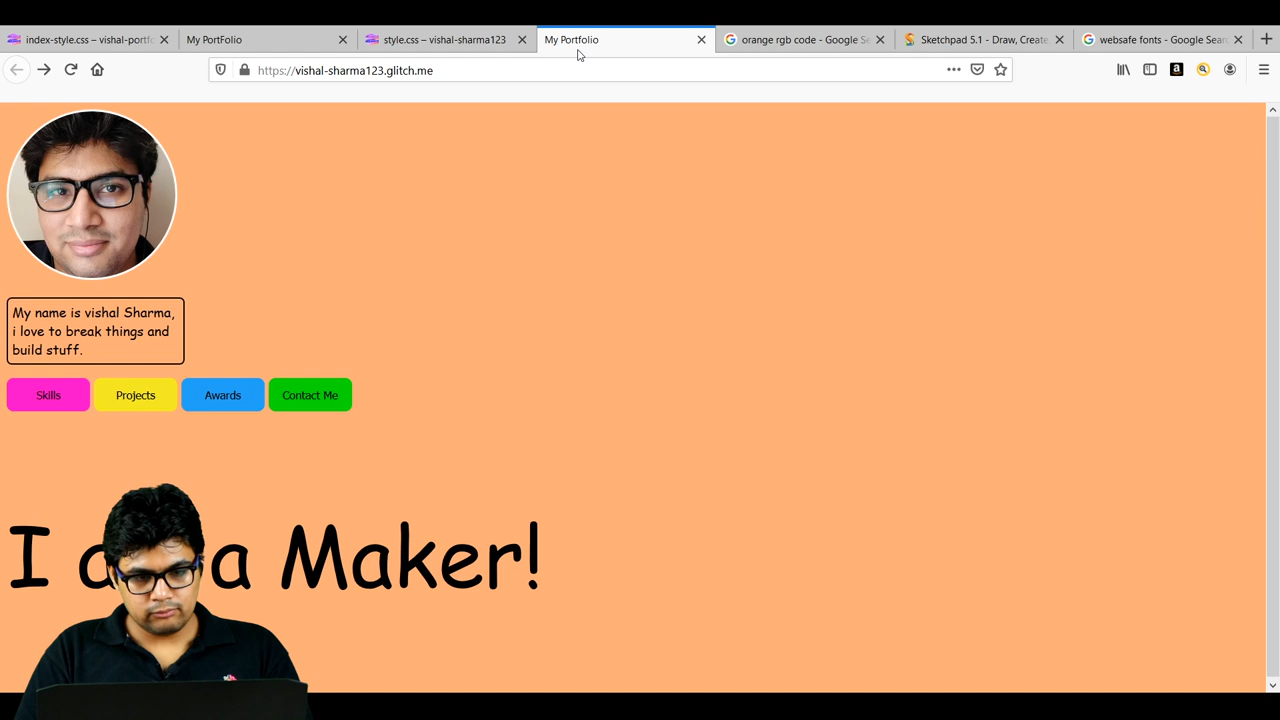 index-style.css – vishal-portfo
My PortFolio
style.css – vishal-sharma123
My Portfolio
orange rgb code - Google Se
Sketchpad 5.1 - Draw, Create,
websafe fonts - Google Sear
https://vishal-sharma123.glitch.me
My name is vishal Sharma,
i love to break things and
build stuff.
Skills
Projects
Awards
Contact Me
I a a Maker!